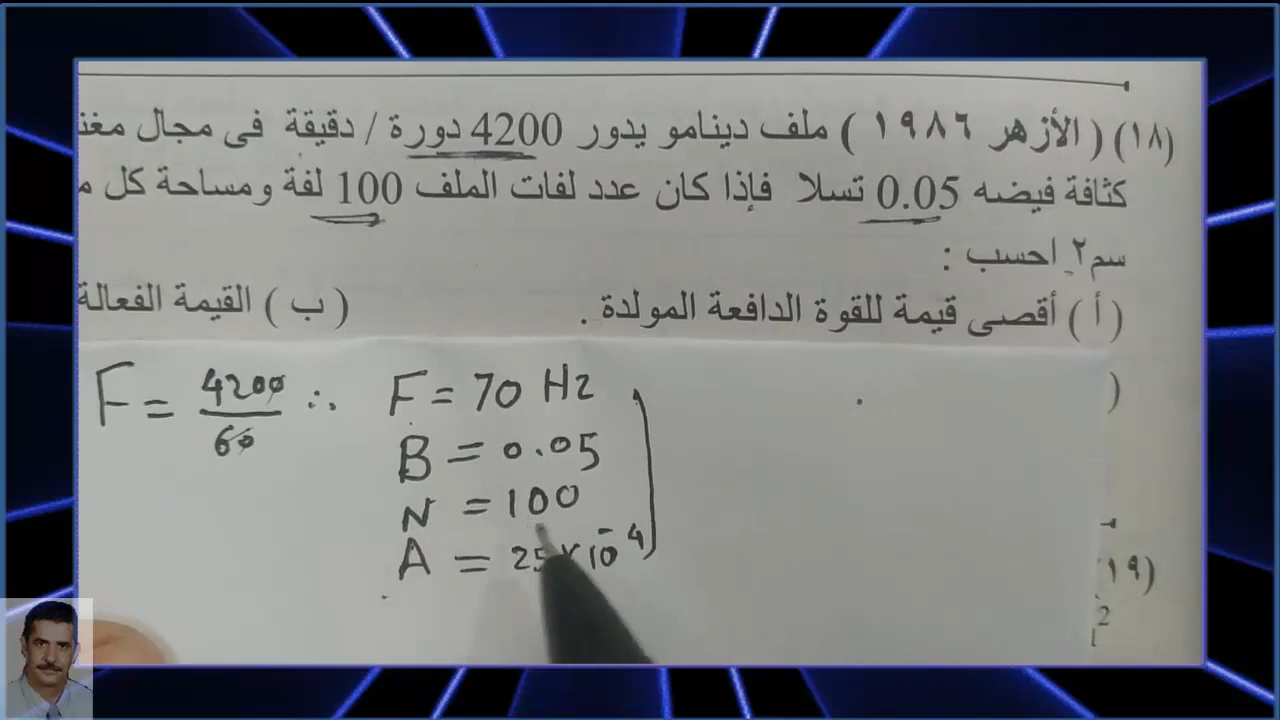 (١٨) ( الأزهر ١٩٨٦ ) ملف دينامو يدور 4200 دورة / دقيقة فى مجال مغن
كثافة فيضه 0.05 تسلا فإذا كان عدد لفات الملف 100 لفة ومساحة كل م
سم٢ احسب :
( أ ) أقصى قيمة للقوة الدافعة المولدة . ( ب ) القيمة الفعالة
F = 4200/60 ∴ F = 70 Hz
B = 0.05
N = 100
A = 25 × 10⁻⁴
١٩)
2